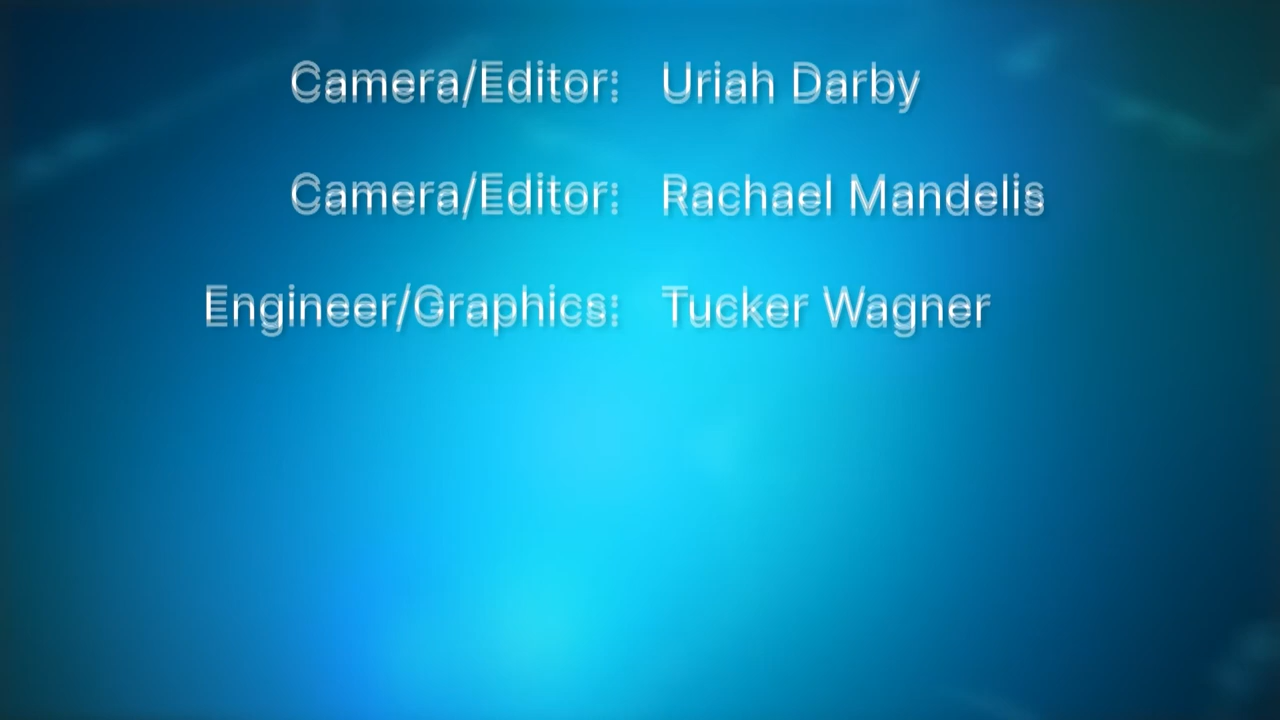 Camera/Editor: Uriah Darby
Camera/Editor: Rachael Mandelis
Engineer/Graphics: Tucker Wagner